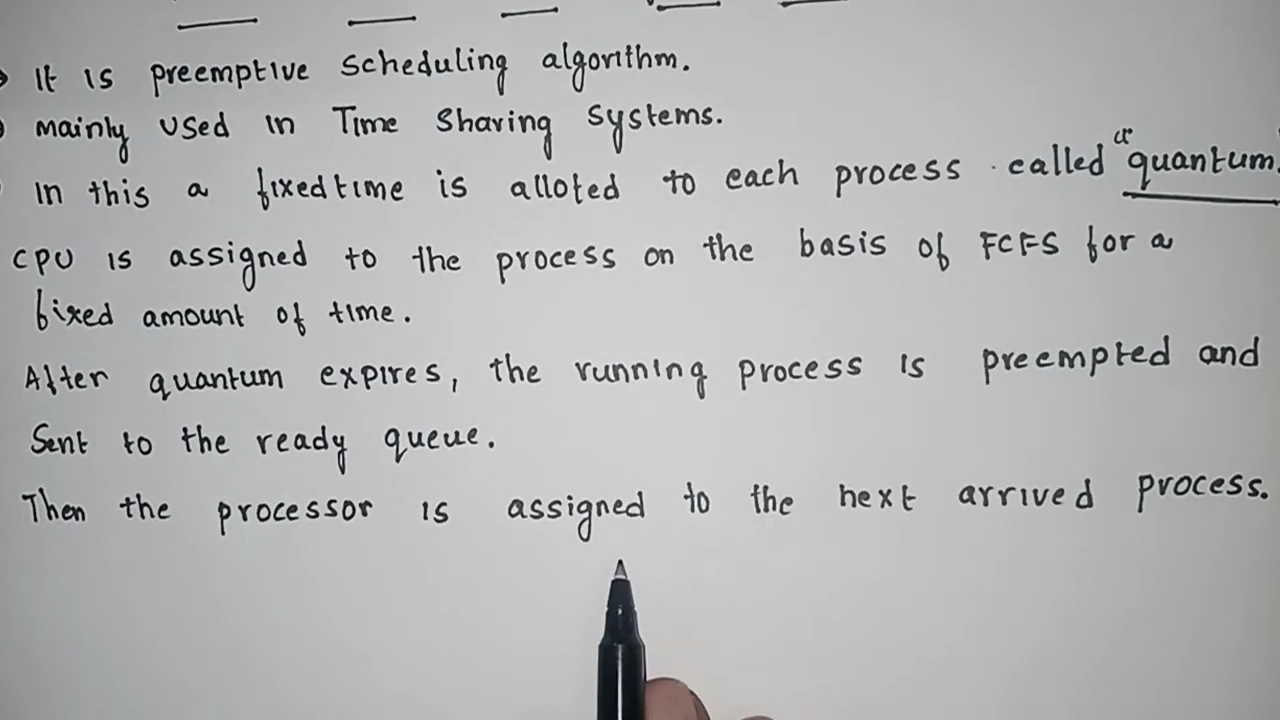 It is preemptive scheduling algorithm.
mainly used in Time Sharing Systems.
In this a fixed time is alloted to each process called "quantum.
CPU is assigned to the process on the basis of FCFS for a
fixed amount of time.
After quantum expires, the running process is preempted and
Sent to the ready queue.
Then the processor is assigned to the next arrived process.